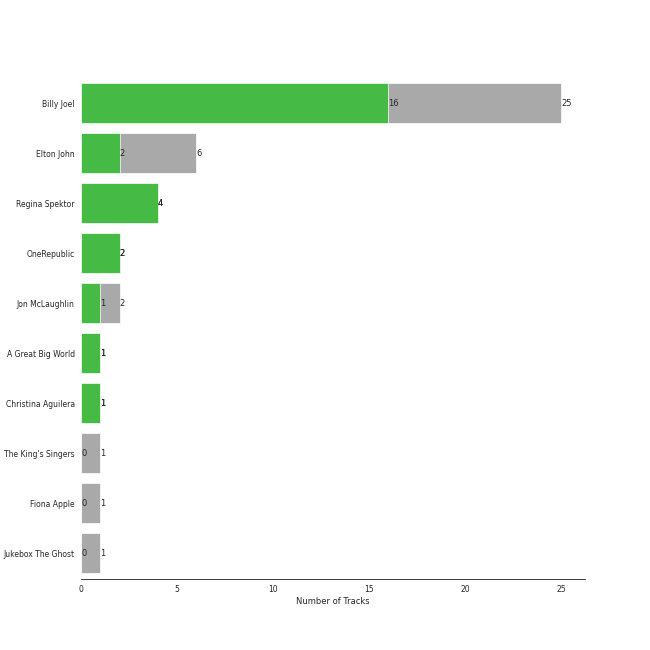 Billy Joel 16 25
Elton John 2 6
Regina Spektor 4
OneRepublic 2
Jon McLaughlin 1 2
A Great Big World 1
Christina Aguilera 1
The King's Singers 0 1
Fiona Apple 0 1
Jukebox The Ghost 0 1
0 5 10 15 20 25
Number of Tracks